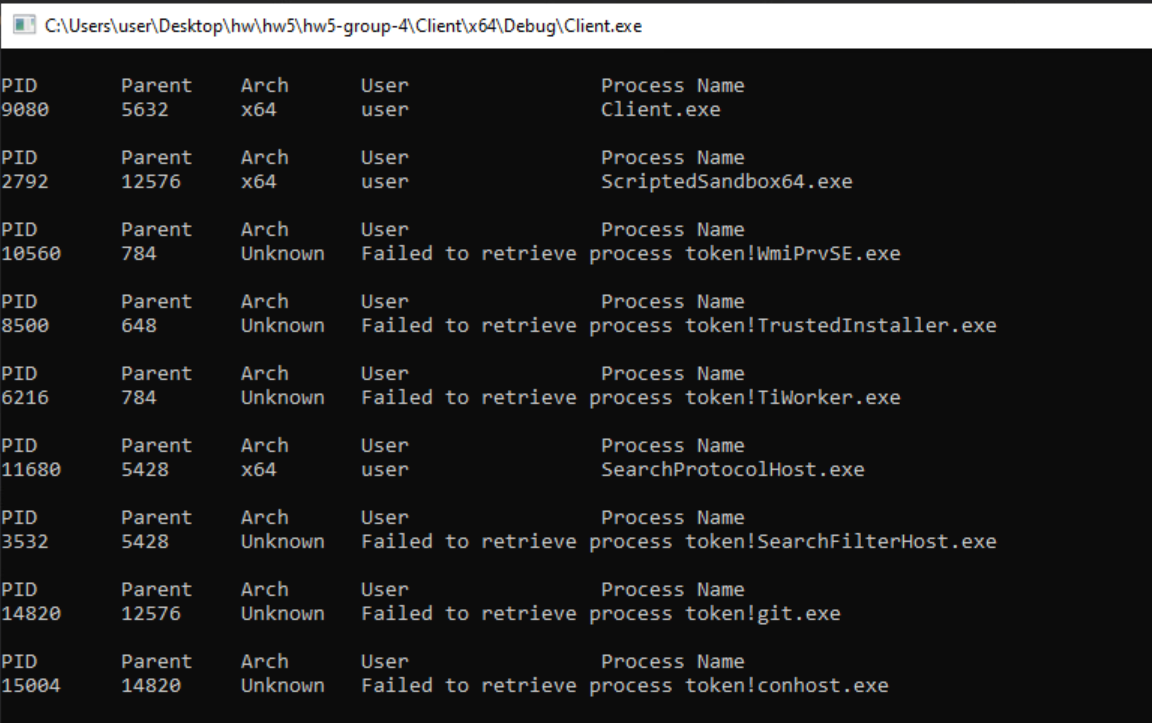 C:\Users\user\Desktop\hw\hw5\hw5-group-4\Client\x64\Debug\Client.exe
PID Parent Arch User Process Name
9080 5632 x64 user Client.exe
PID Parent Arch User Process Name
2792 12576 x64 user ScriptedSandbox64.exe
PID Parent Arch User Process Name
10560 784 Unknown Failed to retrieve process token!WmiPrvSE.exe
PID Parent Arch User Process Name
8500 648 Unknown Failed to retrieve process token!TrustedInstaller.exe
PID Parent Arch User Process Name
6216 784 Unknown Failed to retrieve process token!TiWorker.exe
PID Parent Arch User Process Name
11680 5428 x64 user SearchProtocolHost.exe
PID Parent Arch User Process Name
3532 5428 Unknown Failed to retrieve process token!SearchFilterHost.exe
PID Parent Arch User Process Name
14820 12576 Unknown Failed to retrieve process token!git.exe
PID Parent Arch User Process Name
15004 14820 Unknown Failed to retrieve process token!conhost.exe